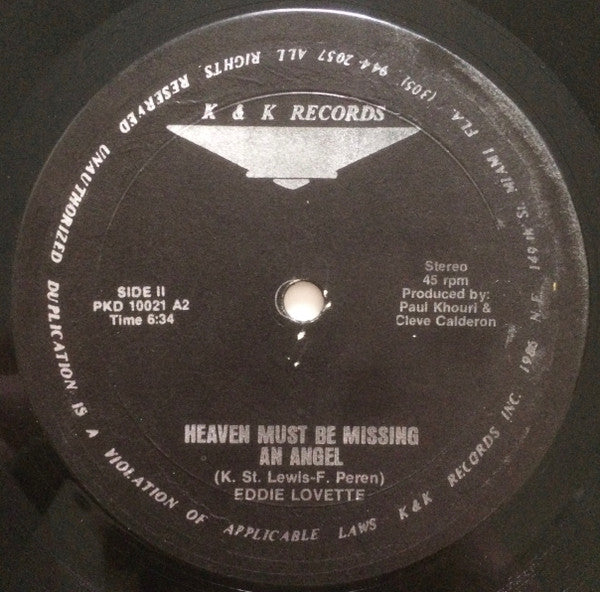 K & K RECORDS
SIDE II
PKD 10021 A2
Time 6:34
Stereo
45 rpm
Produced by:
Paul Khouri &
Cleve Calderon
HEAVEN MUST BE MISSING
AN ANGEL
(K. St. Lewis-F. Peren)
EDDIE LOVETTE
UNAUTHORIZED DUPLICATION IS A VIOLATION OF APPLICABLE LAWS K&K RECORDS INC. 1985 N.E. 149th ST. MIAMI FLA. (305) 944-2057 ALL RIGHTS RESERVED